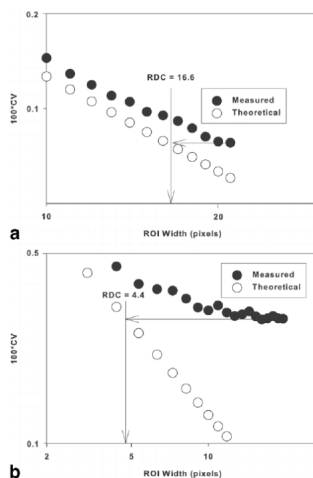 0.2
RDC = 16.6
Measured
Theoretical
0.1
100*CV
10
20
ROI Width (pixels)
a
0.5
Measured
Theoretical
RDC = 4.4
100*CV
0.1
2
5
10
ROI Width (pixels)
b